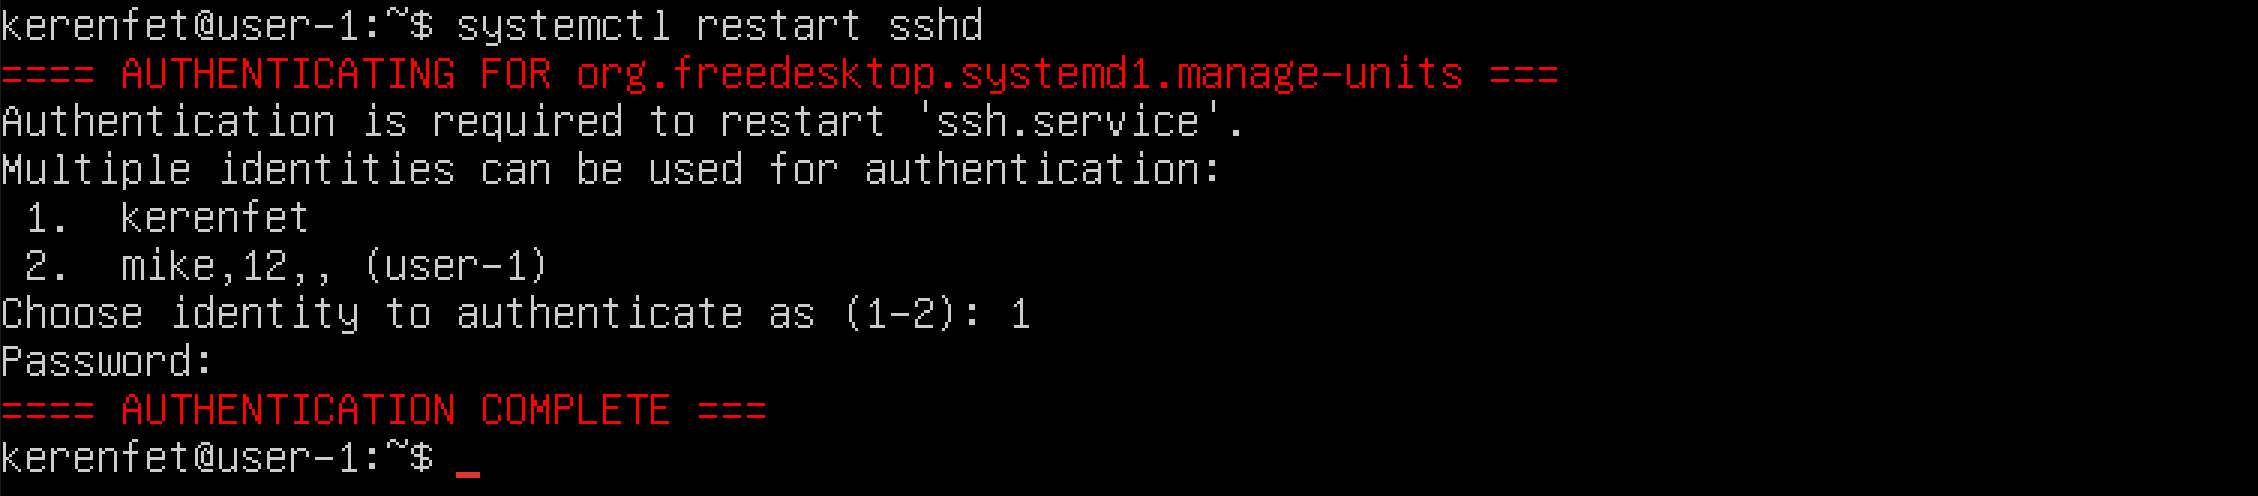 kerenfet@user-1:~$ systemctl restart sshd
==== AUTHENTICATING FOR org.freedesktop.systemd1.manage-units ===
Authentication is required to restart 'ssh.service'.
Multiple identities can be used for authentication:
 1.  kerenfet
 2.  mike,12,, (user-1)
Choose identity to authenticate as (1-2): 1
Password:
==== AUTHENTICATION COMPLETE ===
kerenfet@user-1:~$ _